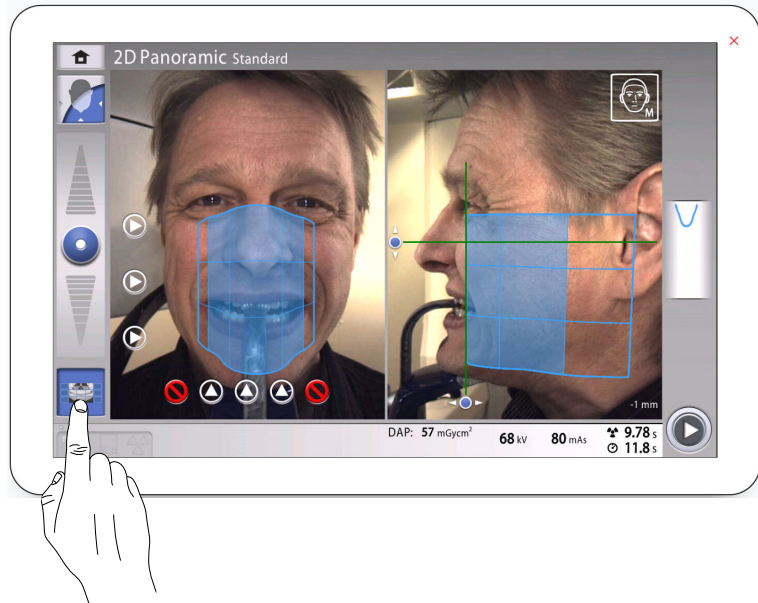 2D Panoramic Standard
M
-1 mm
DAP: 57 mGycm²
68 kV
80 mAs
9.78 s
11.8 s